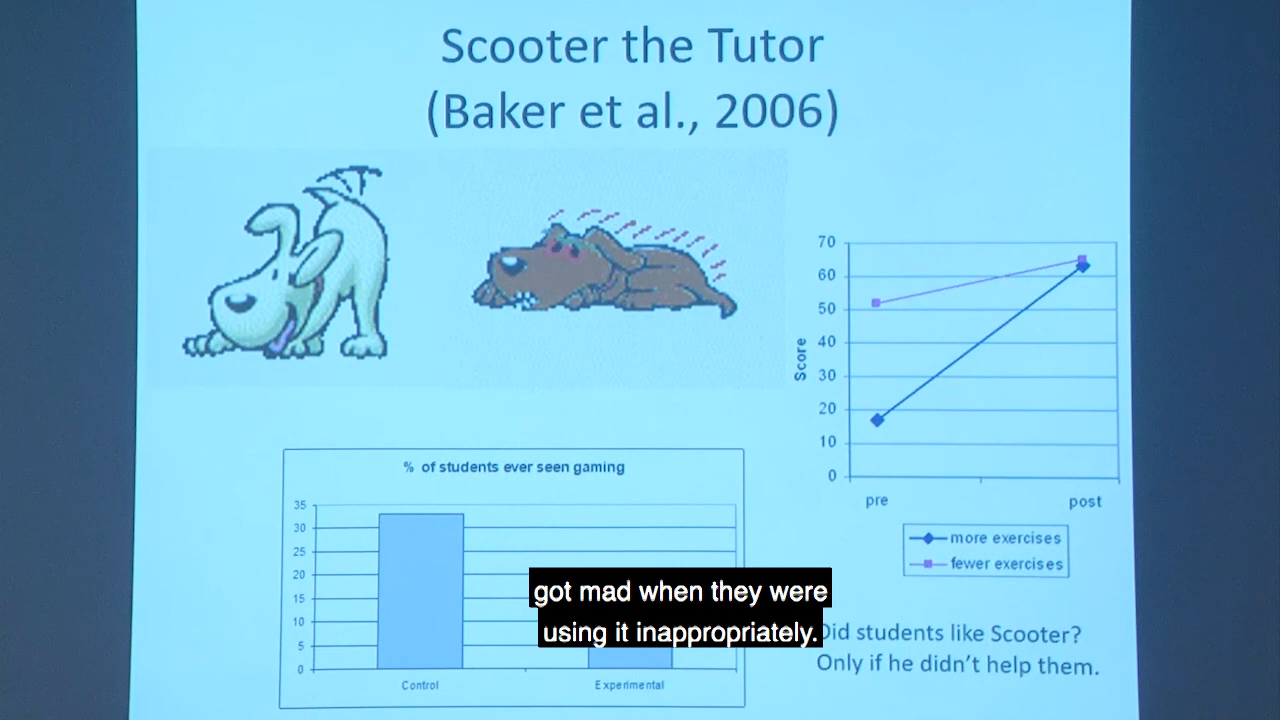 Scooter the Tutor
(Baker et al., 2006)
70
60
50
40
30
20
10
0
Score
pre
post
more exercises
fewer exercises
% of students ever seen gaming
35
30
25
20
15
10
5
0
Control
Experimental
got mad when they were
using it inappropriately.
Did students like Scooter?
Only if he didn't help them.